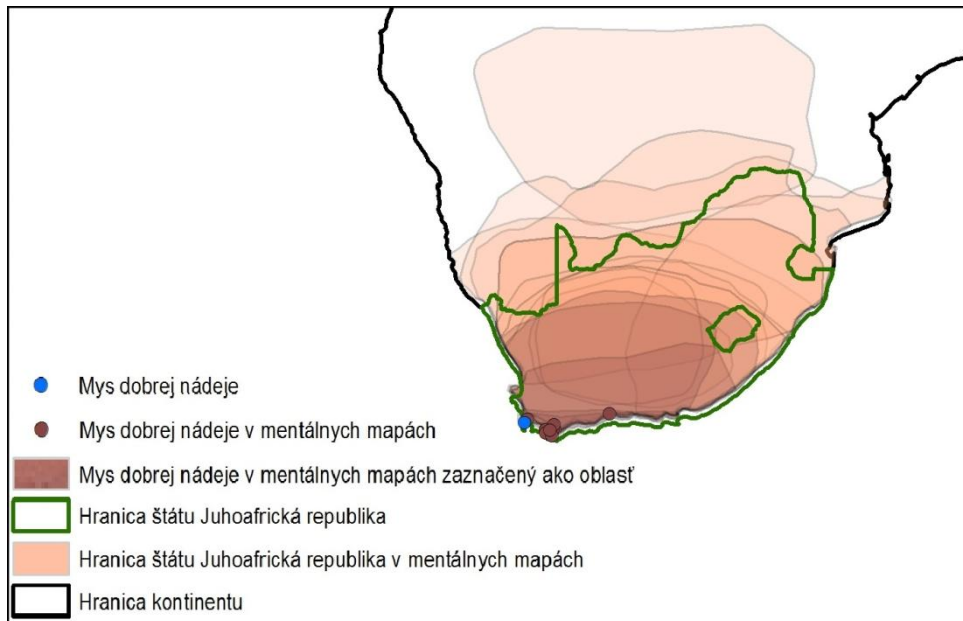 Mys dobrej nádeje
Mys dobrej nádeje v mentálnych mapách
Mys dobrej nádeje v mentálnych mapách zaznačený ako oblasť
Hranica štátu Juhoafrická republika
Hranica štátu Juhoafrická republika v mentálnych mapách
Hranica kontinentu